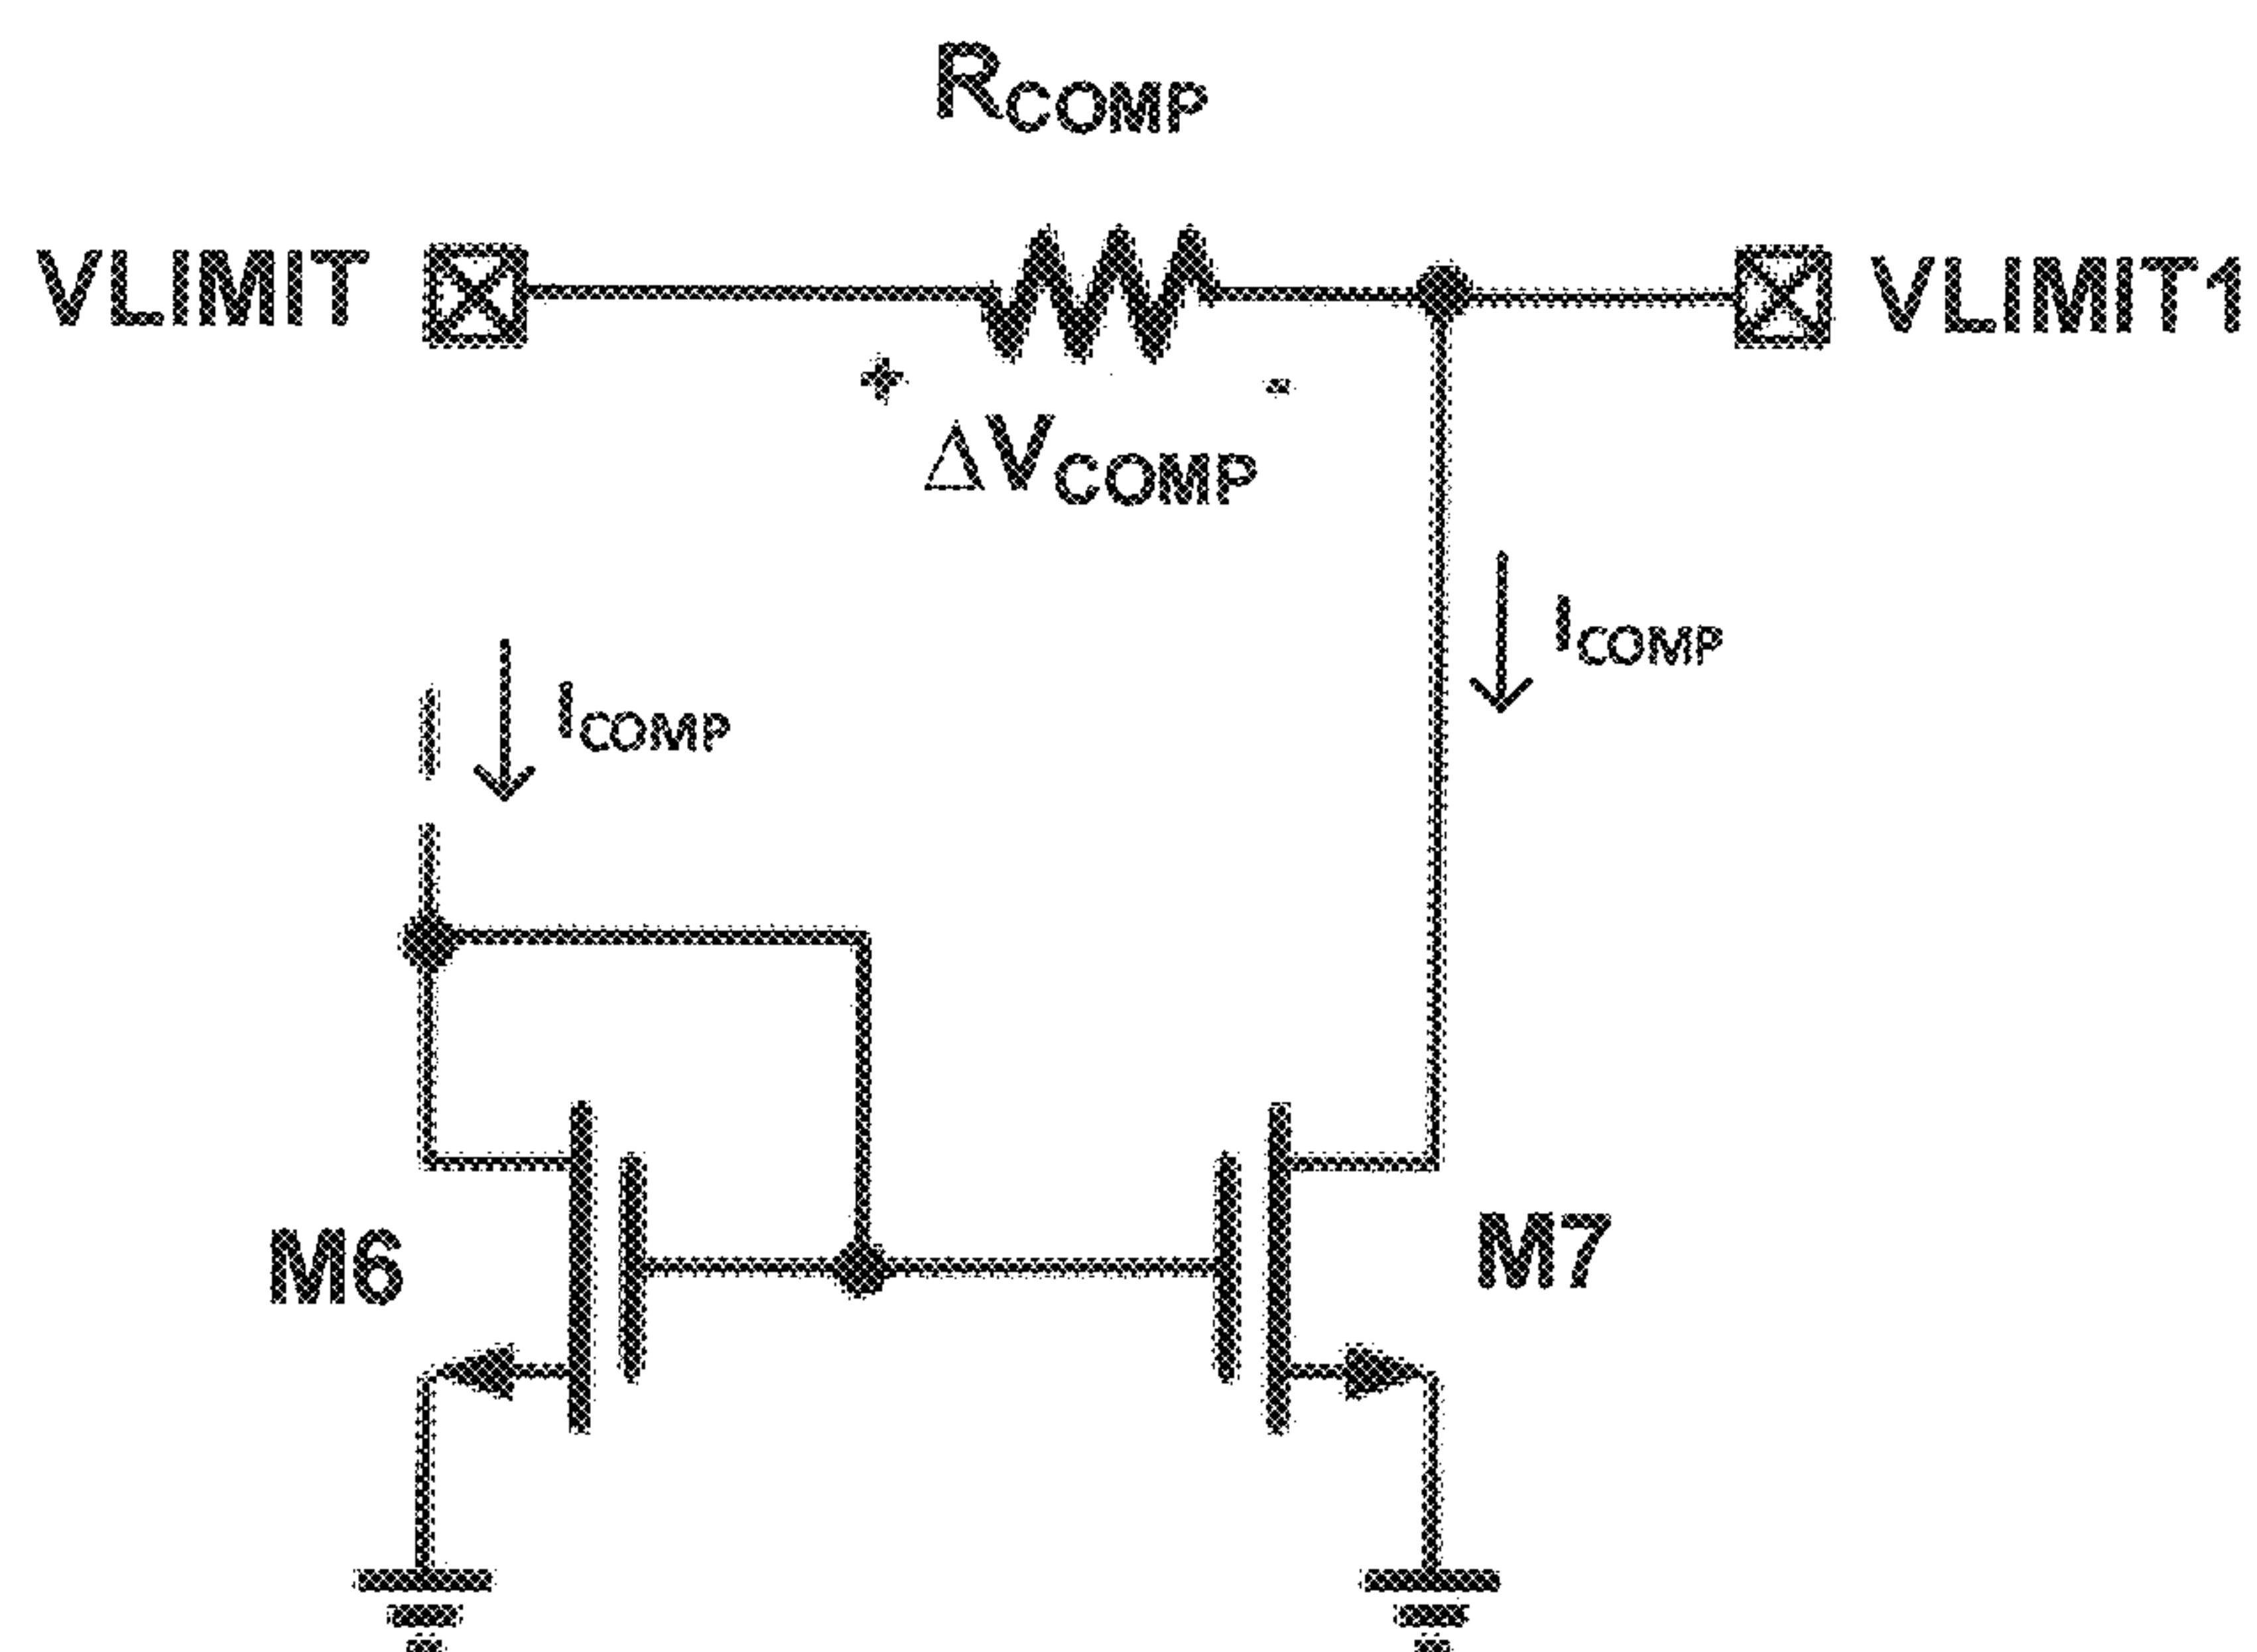 RCOMP
VLIMIT
VLIMIT1
+ -
ΔVCOMP
ICOMP
ICOMP
M6
M7